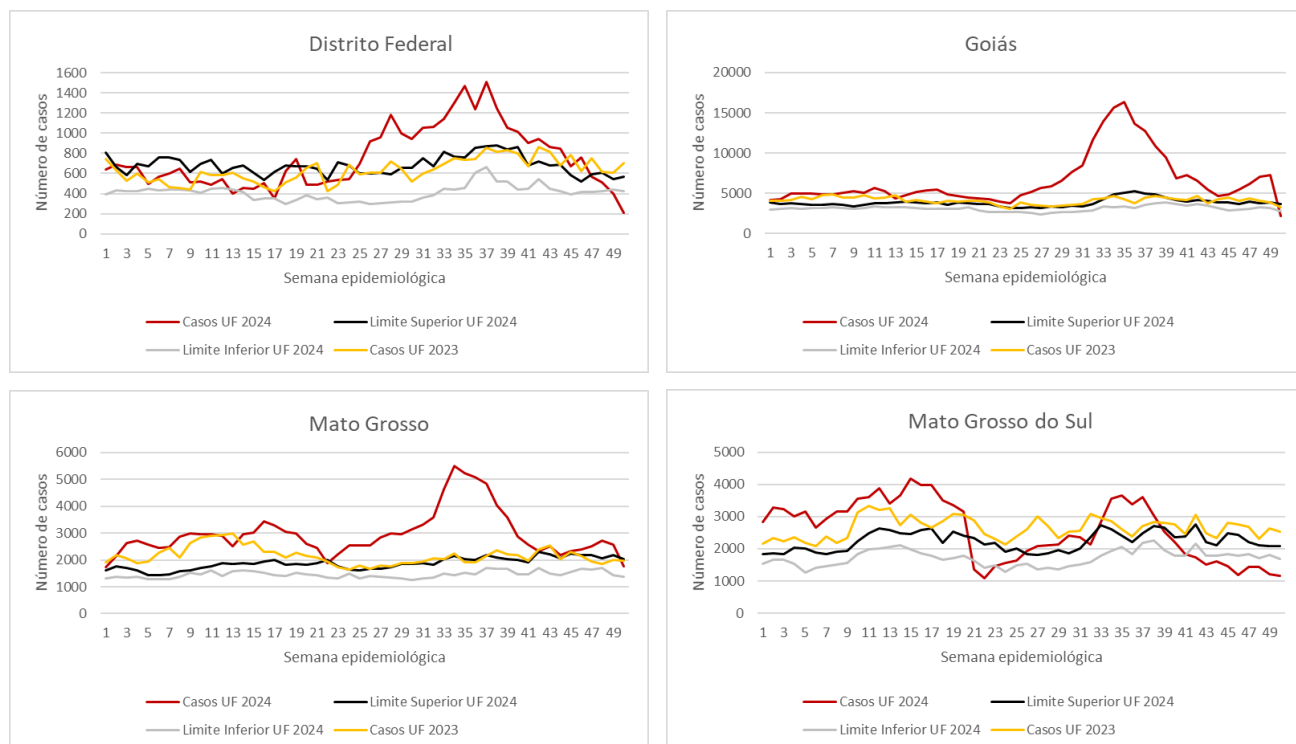 Distrito Federal
Número de casos
1600
1400
1200
1000
800
600
400
200
0
1 3 5 7 9 11 13 15 17 19 21 23 25 27 29 31 33 35 37 39 41 43 45 47 49
Semana epidemiológica
Casos UF 2024 Limite Superior UF 2024
Limite Inferior UF 2024 Casos UF 2023
Goiás
Número de casos
20000
15000
10000
5000
0
1 3 5 7 9 11 13 15 17 19 21 23 25 27 29 31 33 35 37 39 41 43 45 47 49
Semana epidemiológica
Casos UF 2024 Limite Superior UF 2024
Limite Inferior UF 2024 Casos UF 2023
Mato Grosso
Número de casos
6000
5000
4000
3000
2000
1000
0
1 3 5 7 9 11 13 15 17 19 21 23 25 27 29 31 33 35 37 39 41 43 45 47 49
Semana epidemiológica
Casos UF 2024 Limite Superior UF 2024
Limite Inferior UF 2024 Casos UF 2023
Mato Grosso do Sul
Número de casos
5000
4000
3000
2000
1000
0
1 3 5 7 9 11 13 15 17 19 21 23 25 27 29 31 33 35 37 39 41 43 45 47 49
Semana epidemiológica
Casos UF 2024 Limite Superior UF 2024
Limite Inferior UF 2024 Casos UF 2023